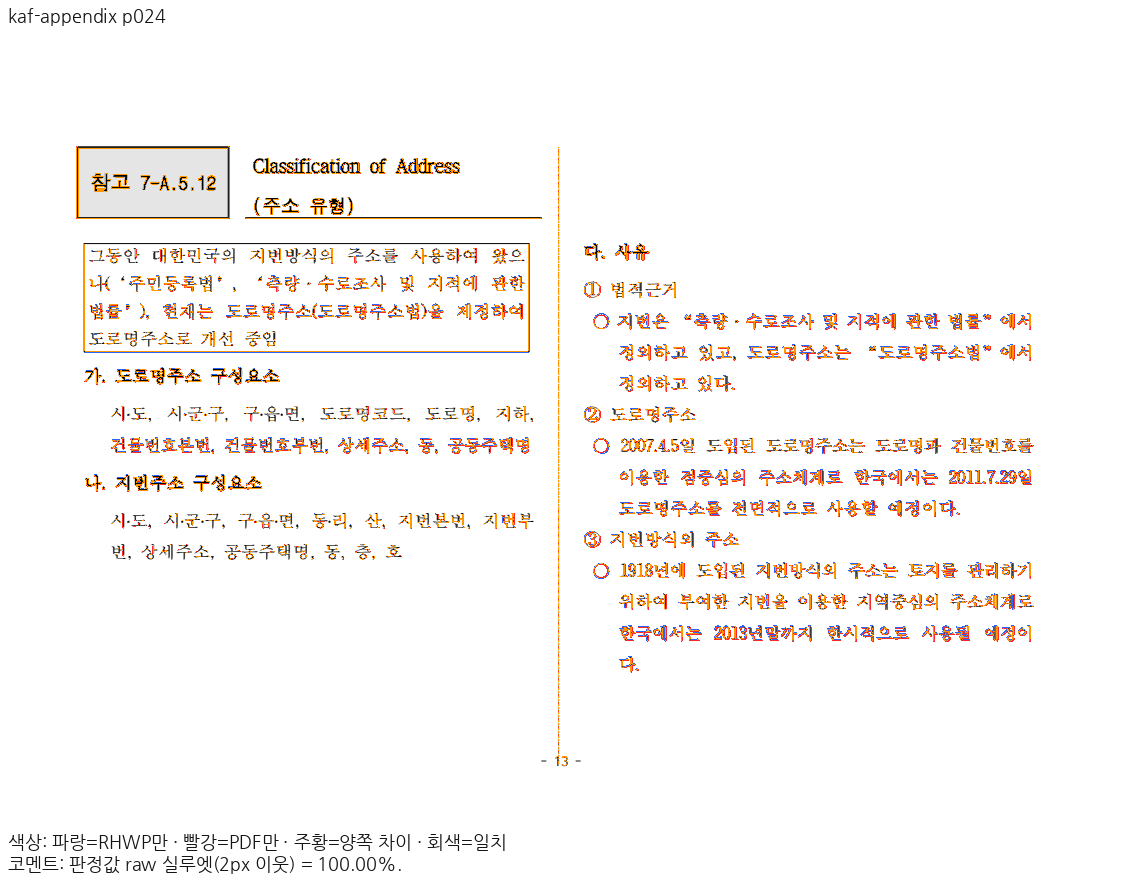 kaf-appendix p024
참고 7-A.5.12
Classification of Address
(주소 유형)
그동안 대한민국의 지번방식의 주소를 사용하여 왔으
나(‘주민등록법’, ‘측량·수로조사 및 지적에 관한
법률’), 현재는 도로명주소(도로명주소법)을 제정하여
도로명주소로 개선 중임
가. 도로명주소 구성요소
시·도, 시·군·구, 구·읍·면, 도로명코드, 도로명, 지하,
건물번호본번, 건물번호부번, 상세주소, 동, 공동주택명
나. 지번주소 구성요소
시·도, 시·군·구, 구·읍·면, 동·리, 산, 지번본번, 지번부
번, 상세주소, 공동주택명, 동, 층, 호
다. 사유
① 법적근거
○ 지번은 “측량·수로조사 및 지적에 관한 법률”에서
정의하고 있고, 도로명주소는 “도로명주소법”에서
정의하고 있다.
② 도로명주소
○ 2007.4.5일 도입된 도로명주소는 도로명과 건물번호를
이용한 점중심의 주소체계로 한국에서는 2011.7.29일
도로명주소를 전면적으로 사용할 예정이다.
③ 지번방식의 주소
○ 1918년에 도입된 지번방식의 주소는 토지를 관리하기
위하여 부여한 지번을 이용한 지역중심의 주소체계로
한국에서는 2013년말까지 한시적으로 사용될 예정이
다.
- 13 -
색상: 파랑=RHWP만 · 빨강=PDF만 · 주황=양쪽 차이 · 회색=일치
코멘트: 판정값 raw 실루엣(2px 이웃) = 100.00%.